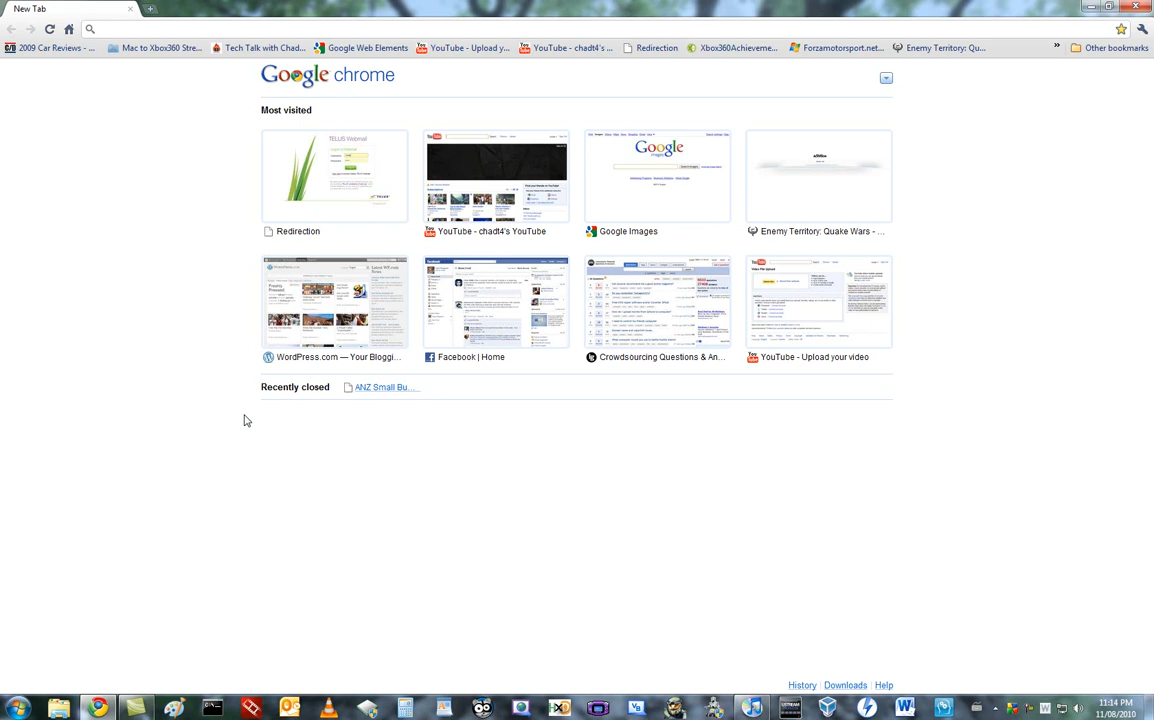 New Tab
2009 Car Reviews - ...
Mac to Xbox360 Stre...
Tech Talk with Chad...
Google Web Elements
YouTube - Upload y...
YouTube - chadt4's ...
Redirection
Xbox360Achieveme...
Forzamotorsport.net...
Enemy Territory: Qu...
»
Other bookmarks
Google chrome
Most visited
TELUS Webmail
Google
Redirection
YouTube - chadt4's YouTube
Google Images
Enemy Territory: Quake Wars - ...
WordPress.com — Your Bloggi...
Facebook | Home
Crowdsourcing Questions & An...
YouTube - Upload your video
Recently closed
ANZ Small Bu...
History | Downloads | Help
11:14 PM
11/08/2010